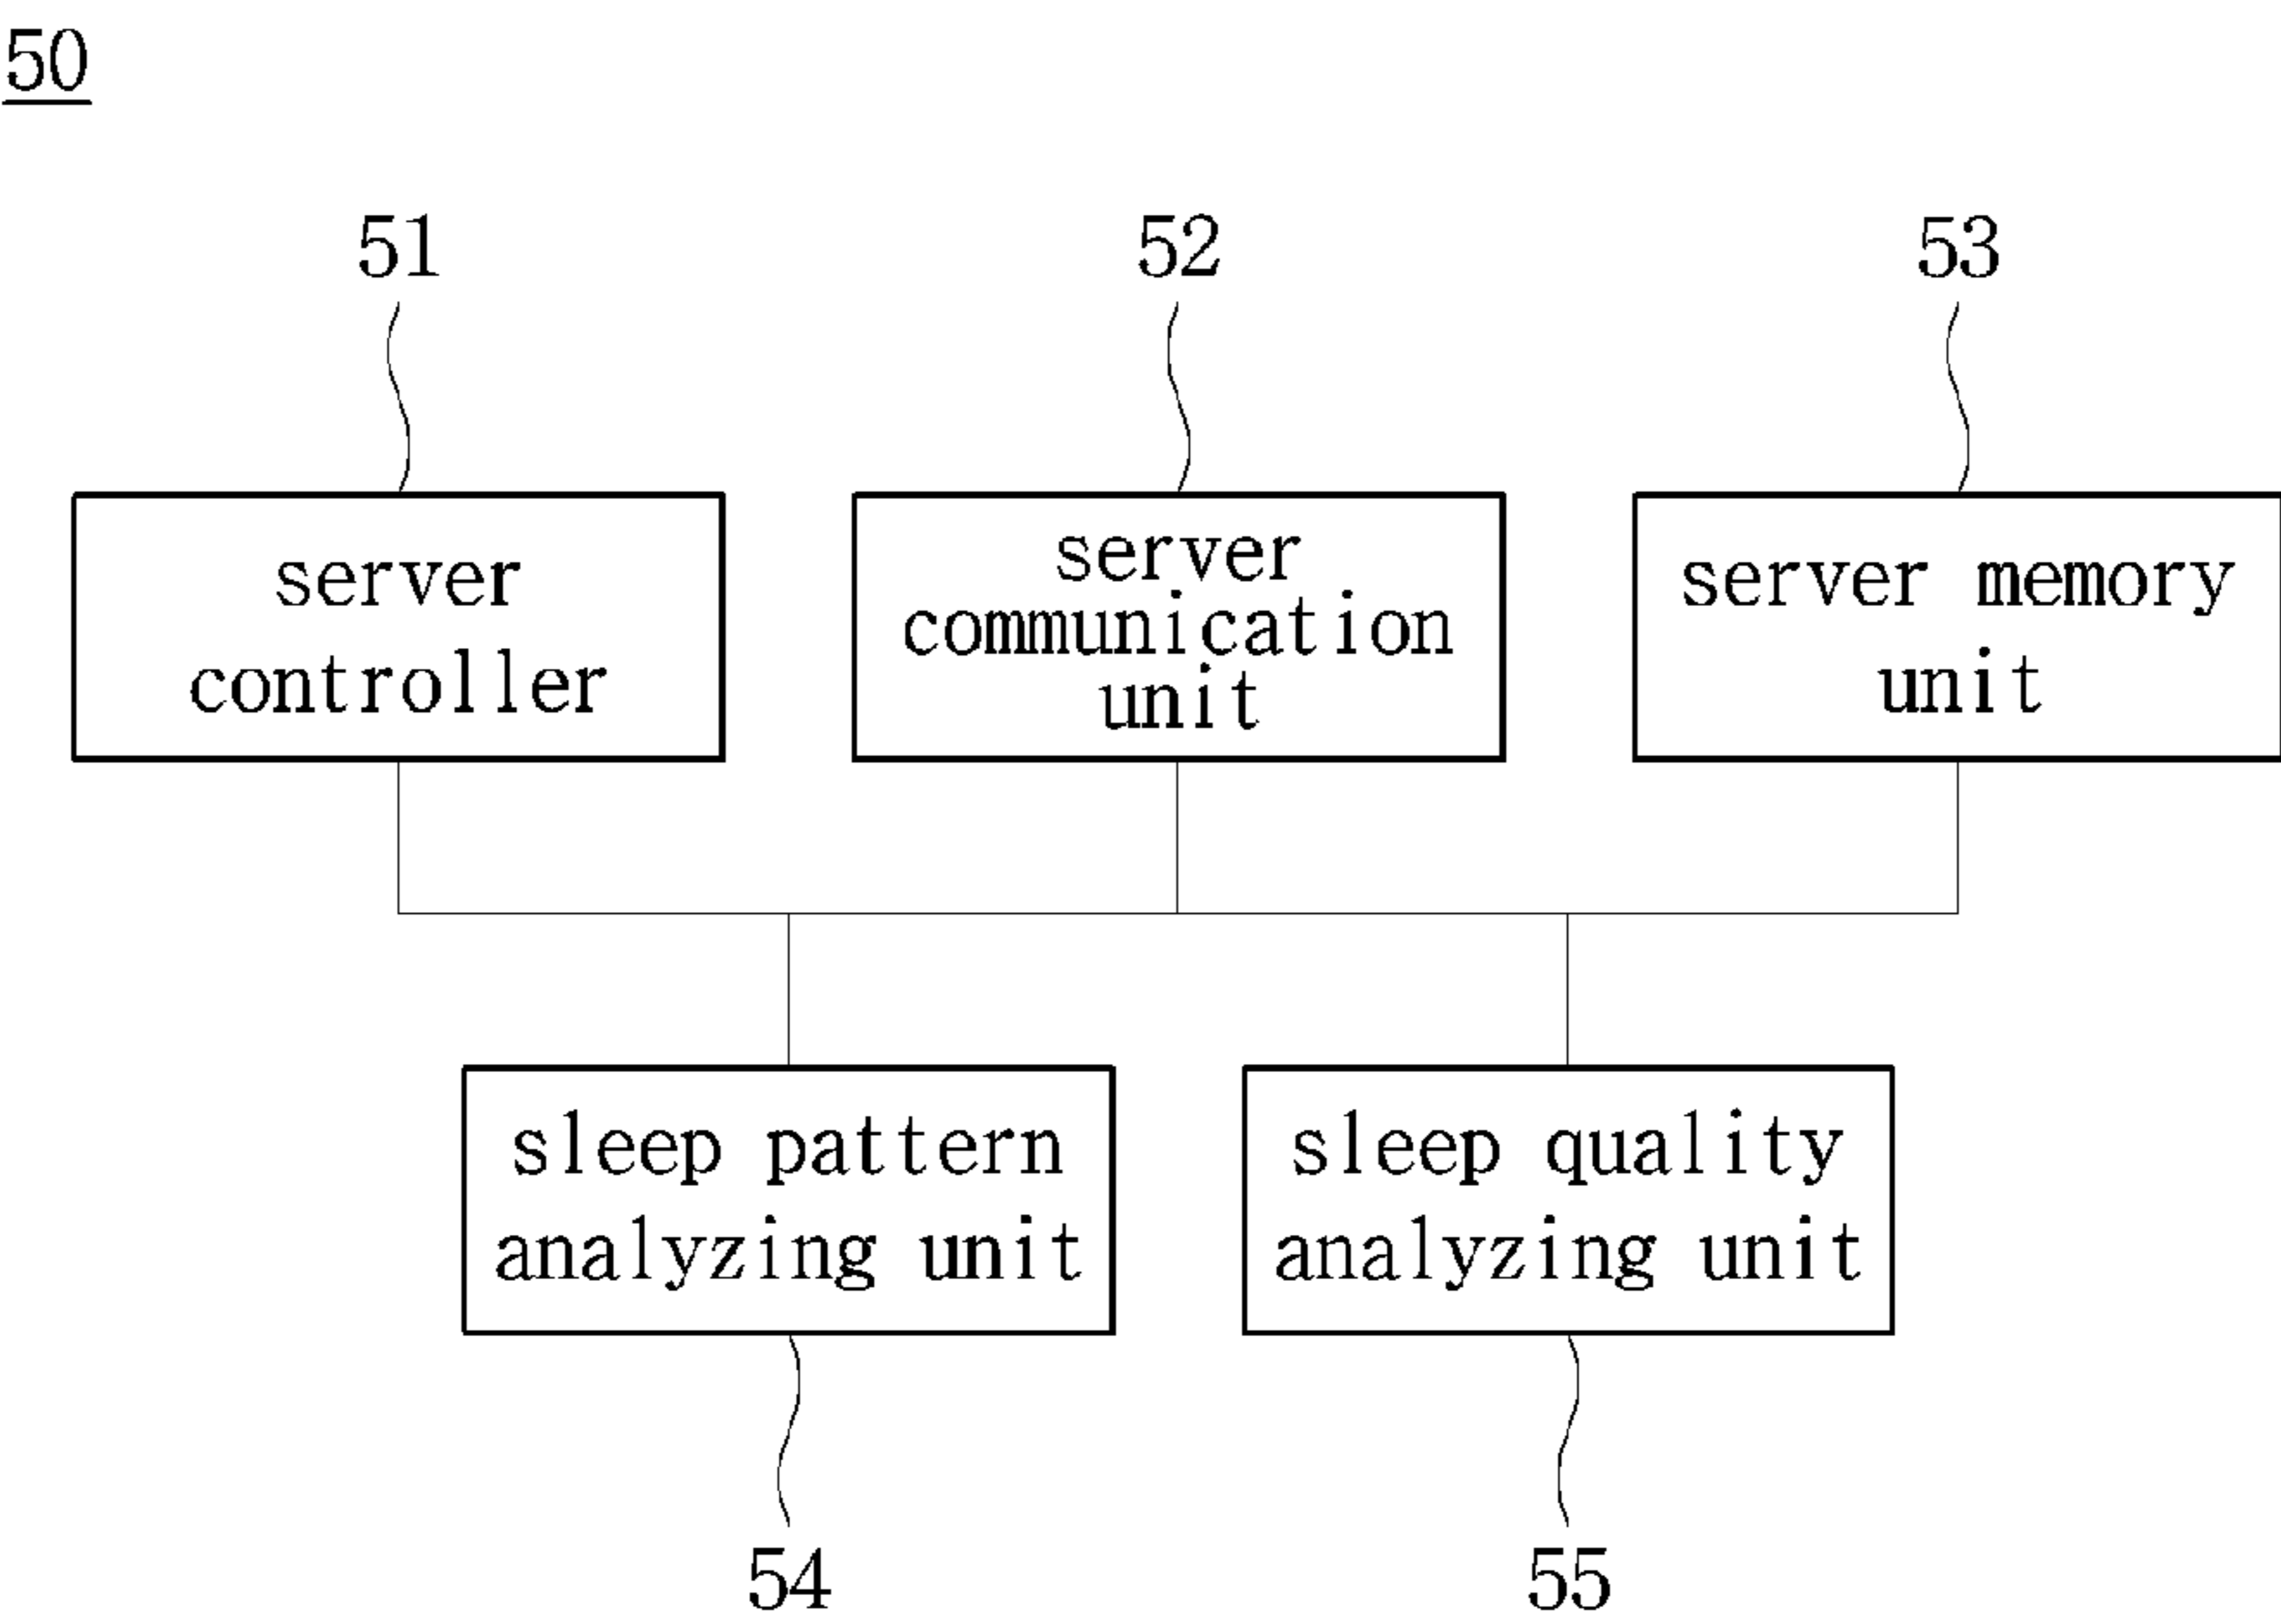 50
51
52
53
server
controller
server
communication
unit
server memory
unit
sleep pattern
analyzing unit
sleep quality
analyzing unit
54
55